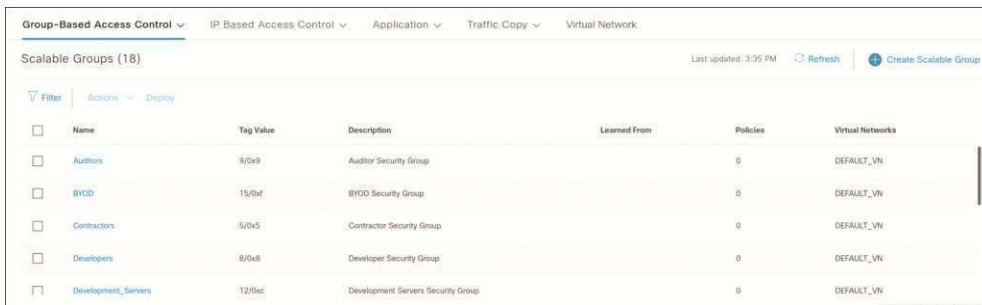 Group-Based Access Control IP Based Access Control Application Traffic Copy Virtual Network
Scalable Groups (18) Last updated: 3:35 PM Refresh Create Scalable Group
Filter Actions Deploy
Name Tag Value Description Learned From Policies Virtual Networks
Auditors 9/0x9 Auditor Security Group 0 DEFAULT_VN
BYOD 15/0xf BYOD Security Group 0 DEFAULT_VN
Contractors 5/0x5 Contractor Security Group 0 DEFAULT_VN
Developers 8/0x8 Developer Security Group 0 DEFAULT_VN
Development_Servers 12/0xc Development Servers Security Group 0 DEFAULT_VN